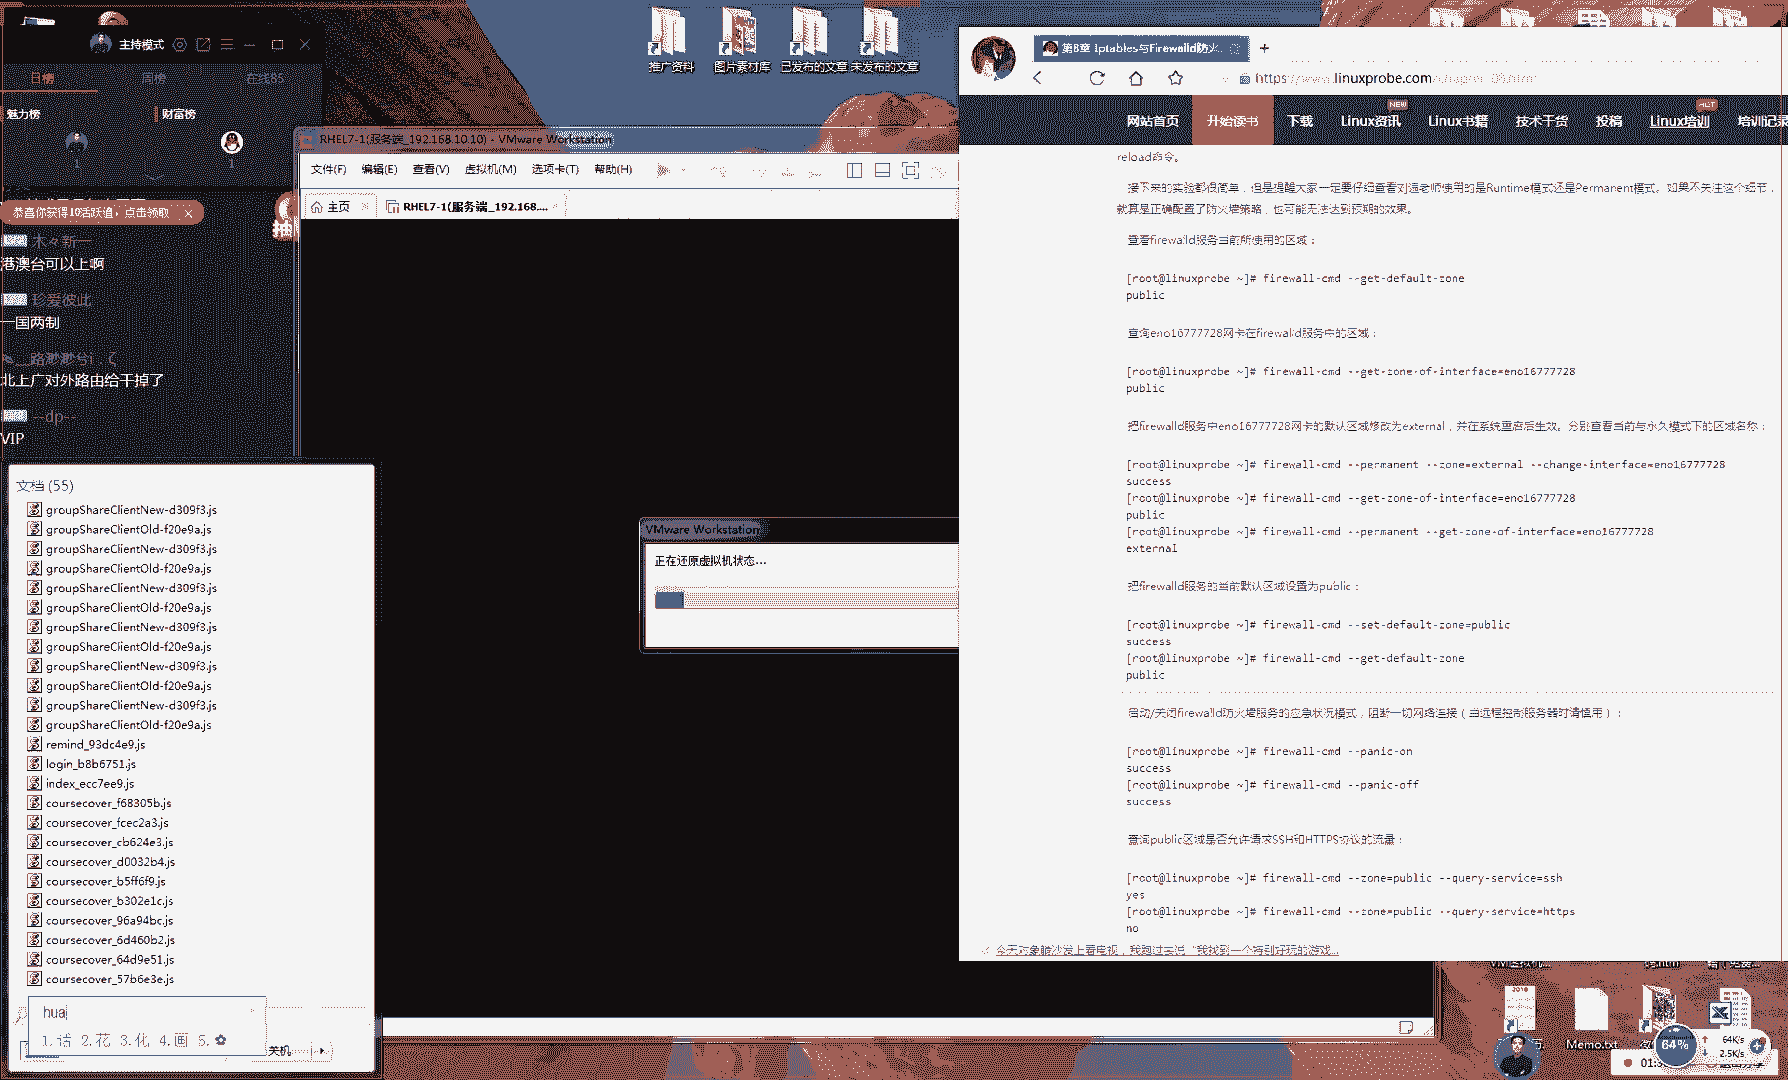 主持模式
日榜
周榜
在线85
魅力榜
财富榜
1
1
恭喜你获得10活跃值，点击领取
抽
木々新一
港澳台可以上啊
珍爱彼此
一国两制
北上广对外路由给干掉了
--dp--
VIP
文档 (55)
groupShareClientNew-d309f3.js
groupShareClientOld-f20e9a.js
groupShareClientNew-d309f3.js
groupShareClientOld-f20e9a.js
groupShareClientNew-d309f3.js
groupShareClientOld-f20e9a.js
groupShareClientNew-d309f3.js
groupShareClientOld-f20e9a.js
groupShareClientNew-d309f3.js
groupShareClientOld-f20e9a.js
groupShareClientNew-d309f3.js
groupShareClientOld-f20e9a.js
remind_93dc4e9.js
login_b8b6751.js
index_ecc7ee9.js
coursecover_f68305b.js
coursecover_fcec2a3.js
coursecover_cb624e3.js
coursecover_d0032b4.js
coursecover_b5ff6f9.js
coursecover_b302e1c.js
coursecover_96a94bc.js
coursecover_6d460b2.js
coursecover_64d9e51.js
coursecover_57b6e3e.js
hua
1.话 2.花 3.化 4.画 5.✿
关机
推广资料
图片素材库
已发布的文章
未发布的文章
RHEL7-1(服务端_192.168.10.10) - VMware Workstation
文件(F) 编辑(E) 查看(V) 虚拟机(M) 选项卡(T) 帮助(H)
主页
RHEL7-1(服务端_192.168....
VMware Workstation
正在还原虚拟机状态...
第8章 Iptables与Firewalld防火...
https://www.linuxprobe.com/chapter-08.html
网站首页 开始读书 下载 Linux资讯 NEW Linux书籍 技术干货 投稿 Linux培训 HOT 培训记录
reload命令。
接下来的实验都很简单，但是提醒大家一定要仔细查看刘遄老师使用的是Runtime模式还是Permanent模式。如果不关注这个细节，
就算是正确配置了防火墙策略，也可能无法达到预期的效果。
查看firewalld服务当前所使用的区域：
[root@linuxprobe ~]# firewall-cmd --get-default-zone
public
查询eno16777728网卡在firewalld服务中的区域：
[root@linuxprobe ~]# firewall-cmd --get-zone-of-interface=eno16777728
public
把firewalld服务中eno16777728网卡的默认区域修改为external，并在系统重启后生效。分别查看当前与永久模式下的区域名称：
[root@linuxprobe ~]# firewall-cmd --permanent --zone=external --change-interface=eno16777728
success
[root@linuxprobe ~]# firewall-cmd --get-zone-of-interface=eno16777728
public
[root@linuxprobe ~]# firewall-cmd --permanent --get-zone-of-interface=eno16777728
external
把firewalld服务的当前默认区域设置为public：
[root@linuxprobe ~]# firewall-cmd --set-default-zone=public
success
[root@linuxprobe ~]# firewall-cmd --get-default-zone
public
启动/关闭firewalld防火墙服务的应急状况模式，阻断一切网络连接（当远程控制服务器时请慎用）：
[root@linuxprobe ~]# firewall-cmd --panic-on
success
[root@linuxprobe ~]# firewall-cmd --panic-off
success
查询public区域是否允许请求SSH和HTTPS协议的流量：
[root@linuxprobe ~]# firewall-cmd --zone=public --query-service=ssh
yes
[root@linuxprobe ~]# firewall-cmd --zone=public --query-service=https
no
今天对象躺沙发上看电视，我跑过去说“我找到一个特别好玩的游戏...
Memo.txt
64%
64K/s
2.5K/s